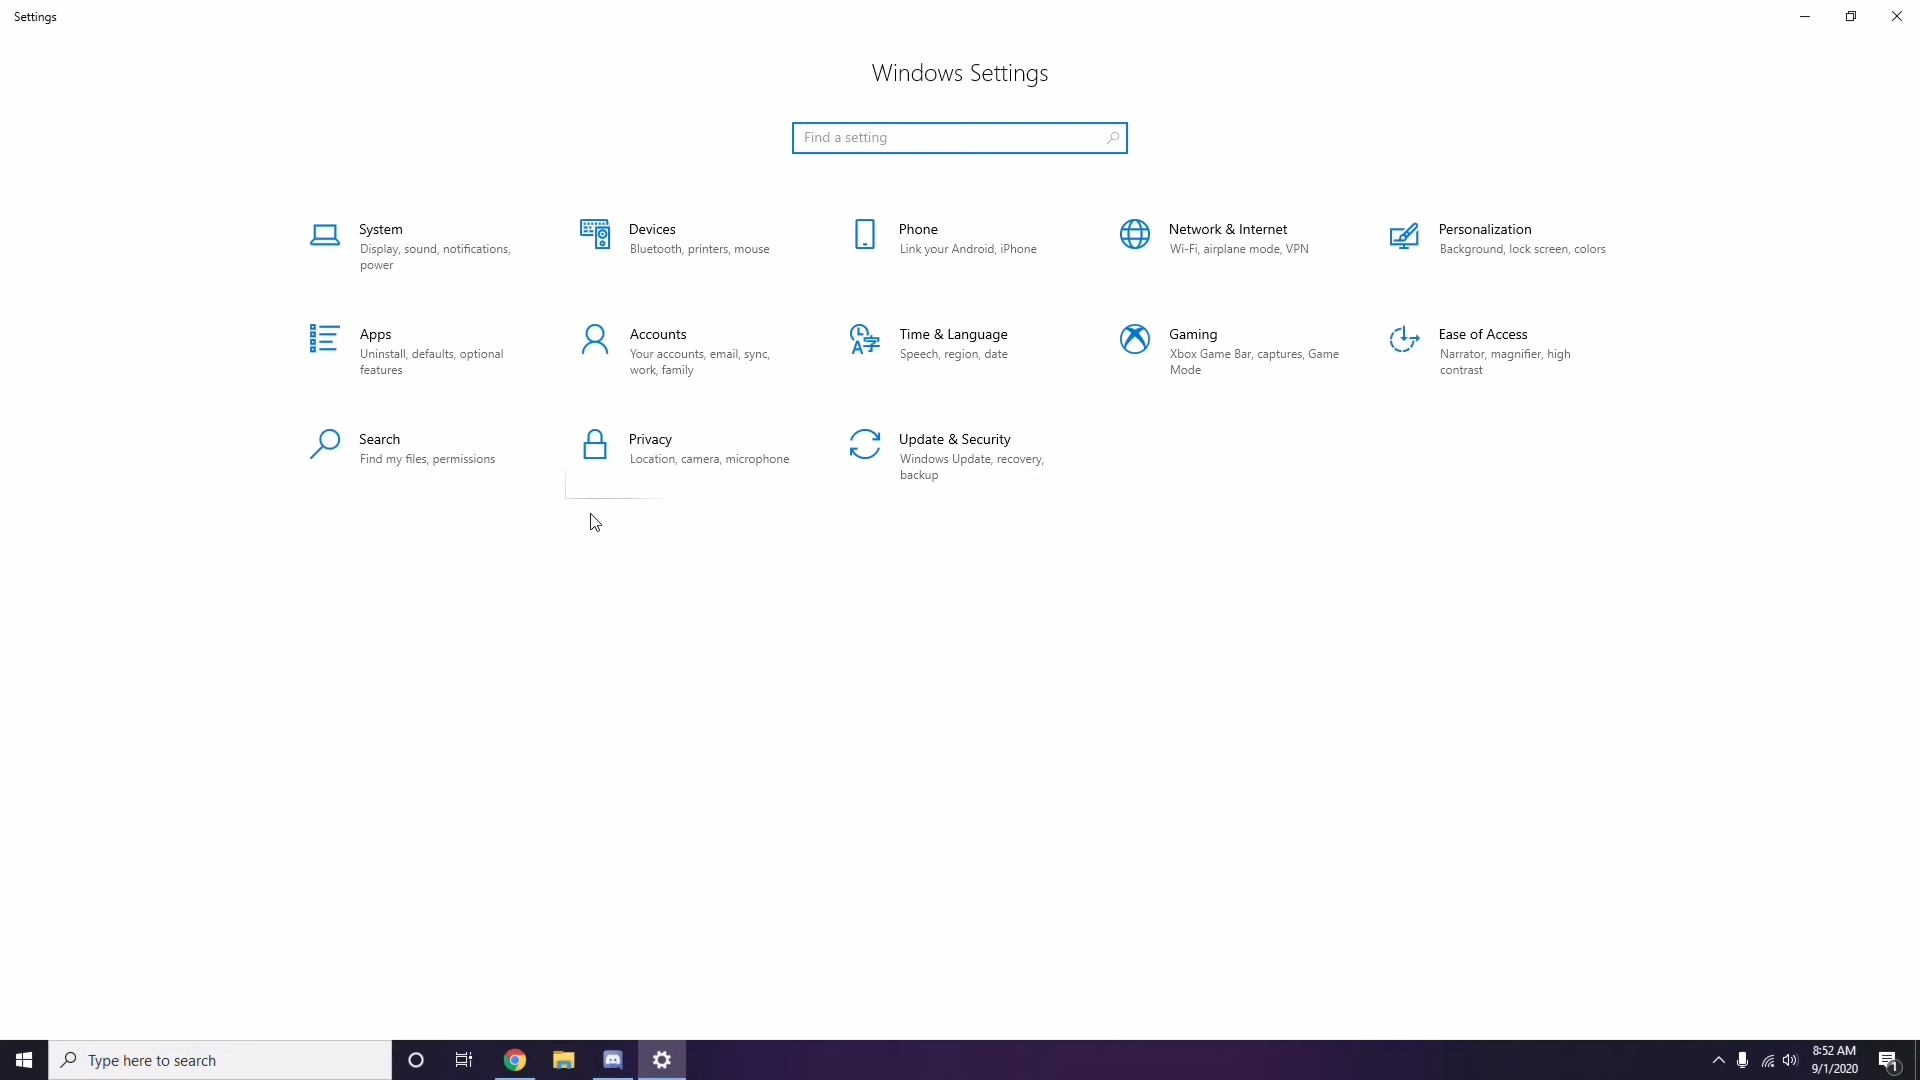 Settings
Windows Settings
Find a setting
System
Display, sound, notifications,
power
Devices
Bluetooth, printers, mouse
Phone
Link your Android, iPhone
Network & Internet
Wi-Fi, airplane mode, VPN
Personalization
Background, lock screen, colors
Apps
Uninstall, defaults, optional
features
Accounts
Your accounts, email, sync,
work, family
Time & Language
Speech, region, date
Gaming
Xbox Game Bar, captures, Game
Mode
Ease of Access
Narrator, magnifier, high
contrast
Search
Find my files, permissions
Privacy
Location, camera, microphone
Update & Security
Windows Update, recovery,
backup
Type here to search
8:52 AM
9/1/2020
1